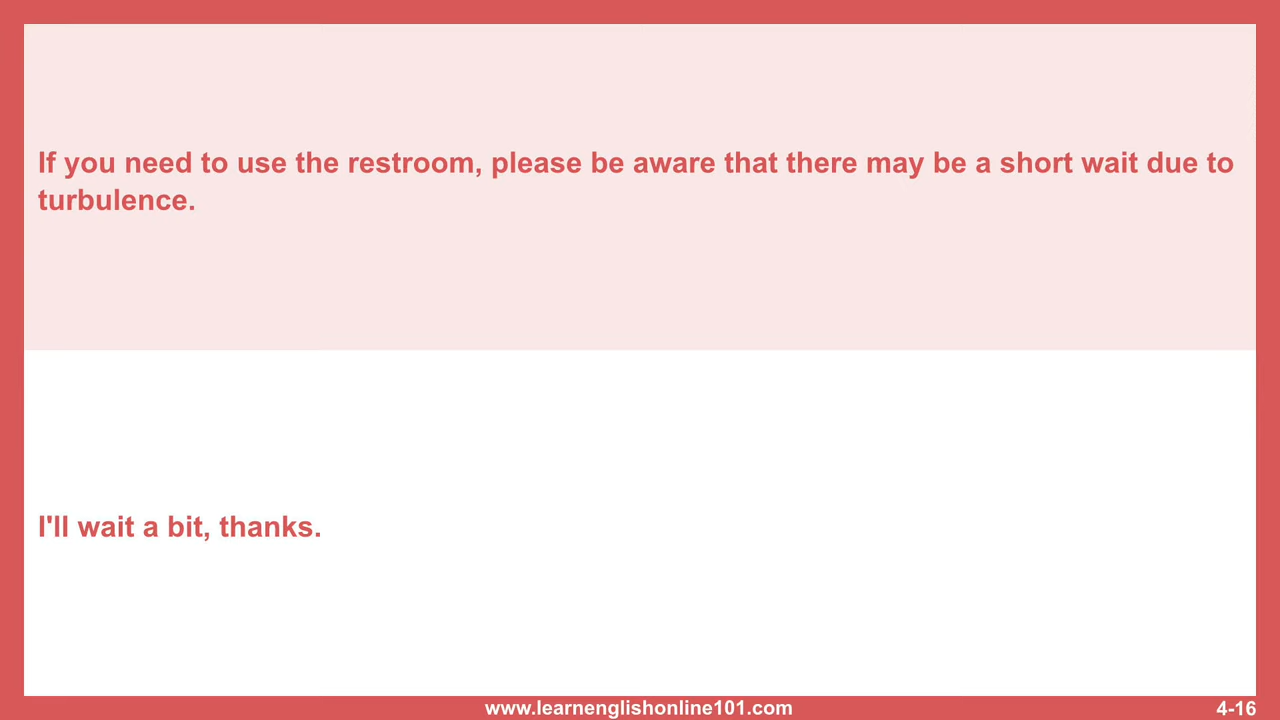 If you need to use the restroom, please be aware that there may be a short wait due to
turbulence.
I'll wait a bit, thanks.
www.learnenglishonline101.com
4-16